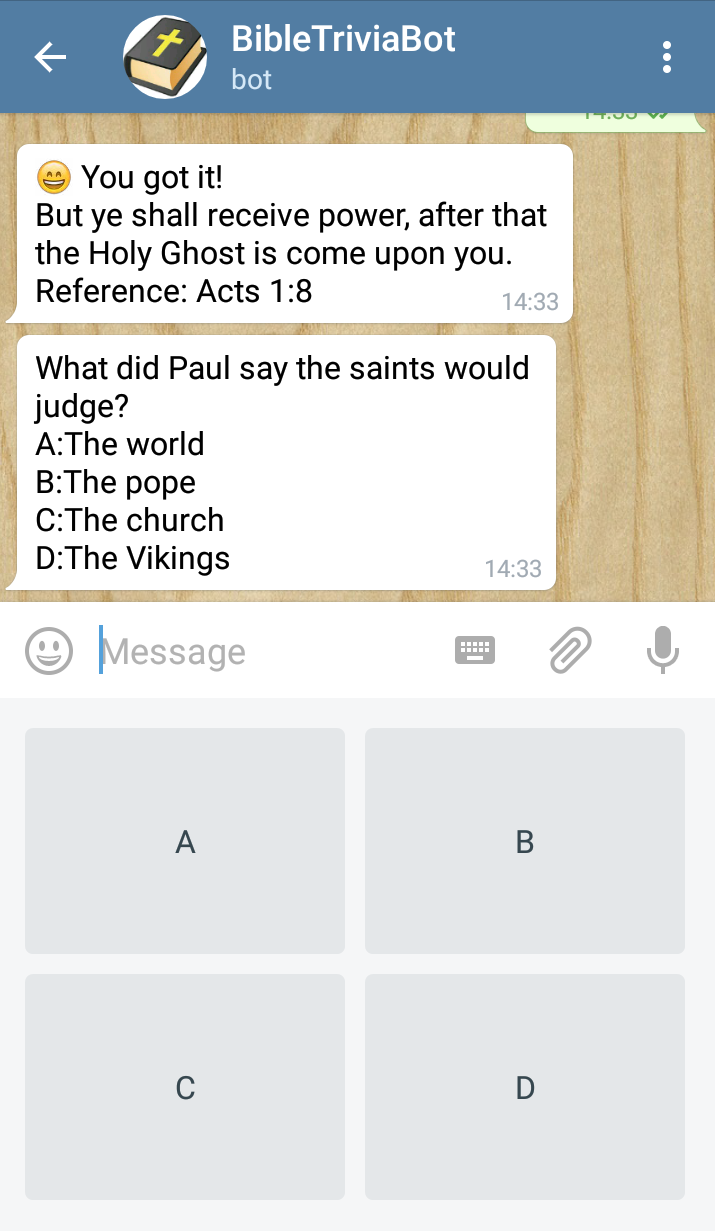 BibleTriviaBot
bot
14:33
😄 You got it!
But ye shall receive power, after that
the Holy Ghost is come upon you.
Reference: Acts 1:8
14:33
What did Paul say the saints would
judge?
A:The world
B:The pope
C:The church
D:The Vikings
14:33
Message
A
B
C
D